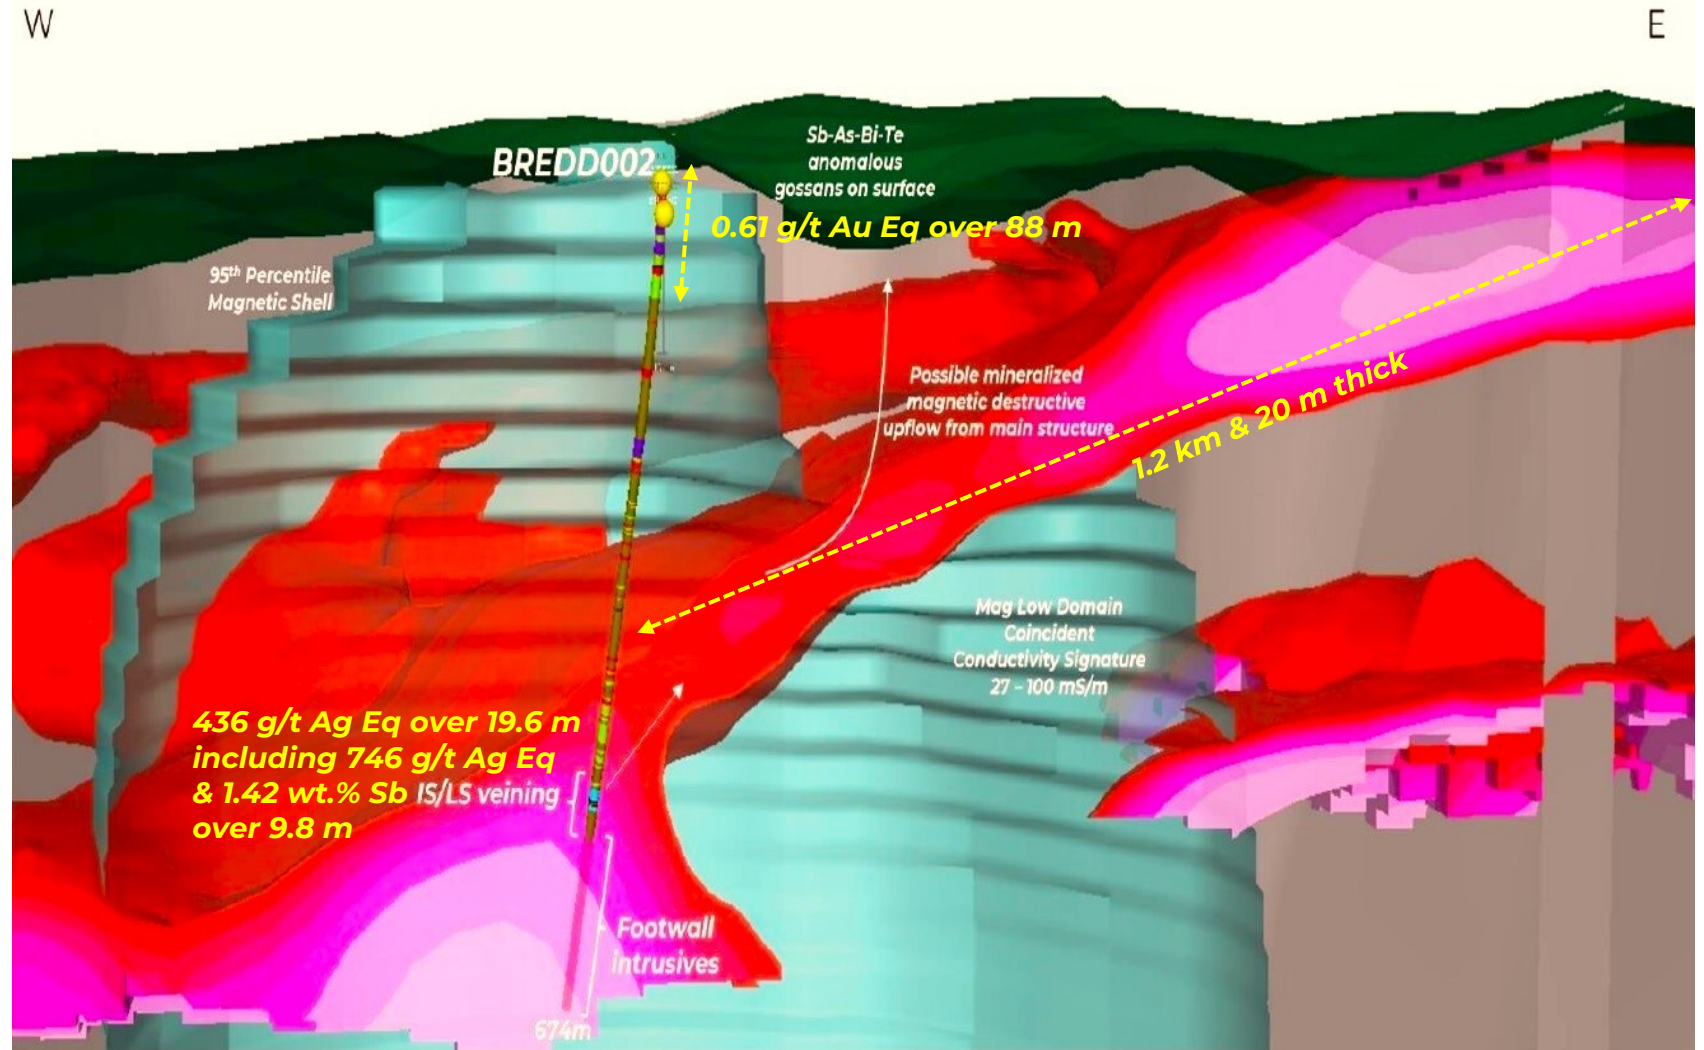 W
E
BREDD002
Sb-As-Bi-Te
anomalous
gossans on surface
0.61 g/t Au Eq over 88 m
95th Percentile
Magnetic Shell
Possible mineralized
magnetic destructive
upflow from main structure
1.2 km & 20 m thick
Mag Low Domain
Coincident
Conductivity Signature
27 – 100 mS/m
436 g/t Ag Eq over 19.6 m
including 746 g/t Ag Eq
& 1.42 wt.% Sb IS/LS veining
over 9.8 m
Footwall
intrusives
674m